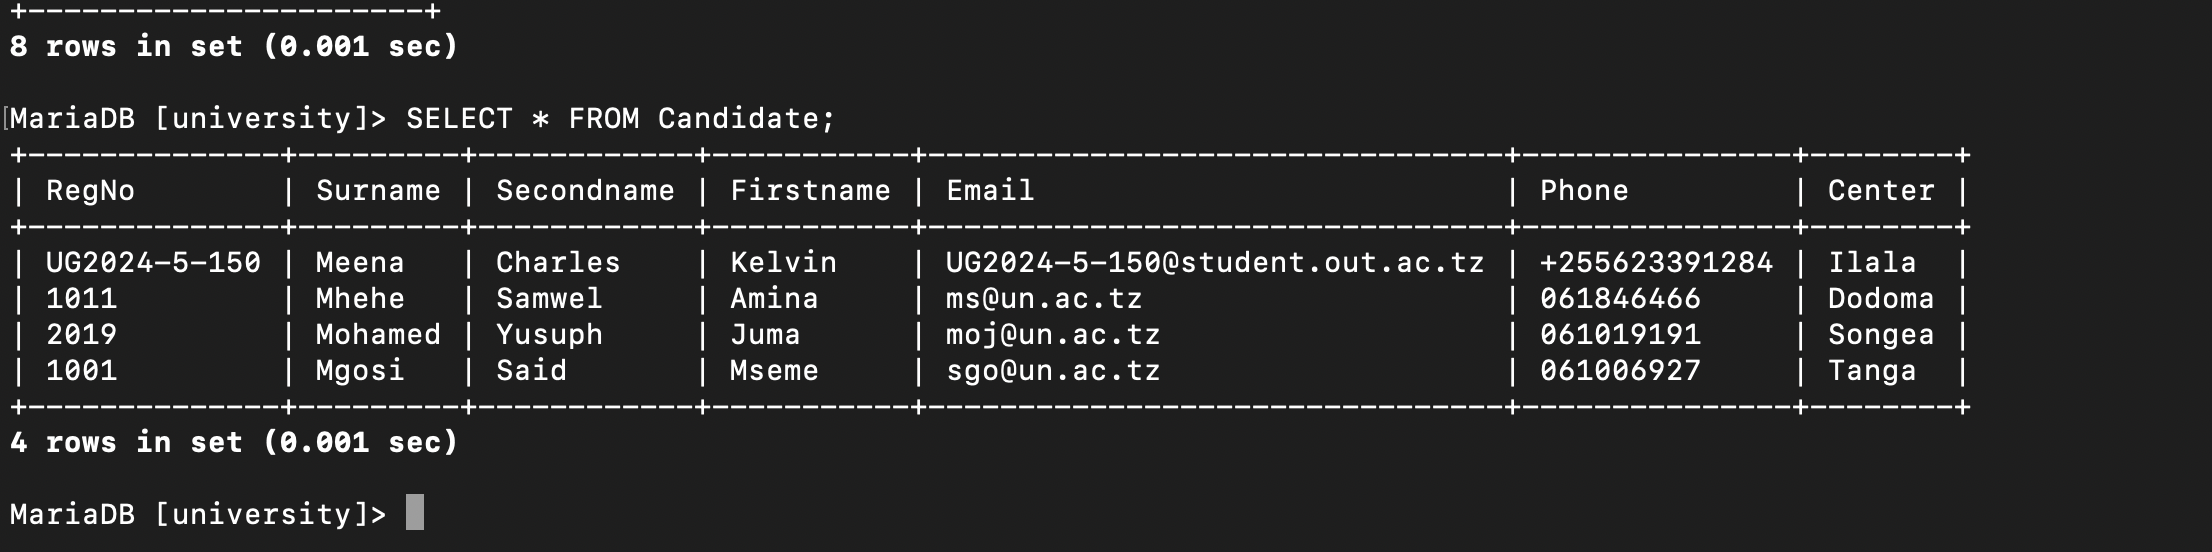 +----------------------+
8 rows in set (0.001 sec)
MariaDB [university]> SELECT * FROM Candidate;
+--------------+---------+------------+-----------+--------------------------------+---------------+--------+
| RegNo        | Surname | Secondname | Firstname | Email                          | Phone         | Center |
+--------------+---------+------------+-----------+--------------------------------+---------------+--------+
| UG2024-5-150 | Meena   | Charles    | Kelvin    | UG2024-5-150@student.out.ac.tz | +255623391284 | Ilala  |
| 1011         | Mhehe   | Samwel     | Amina     | ms@un.ac.tz                    | 061846466     | Dodoma |
| 2019         | Mohamed | Yusuph     | Juma      | moj@un.ac.tz                   | 061019191     | Songea |
| 1001         | Mgosi   | Said       | Mseme     | sgo@un.ac.tz                   | 061006927     | Tanga  |
+--------------+---------+------------+-----------+--------------------------------+---------------+--------+
4 rows in set (0.001 sec)
MariaDB [university]>